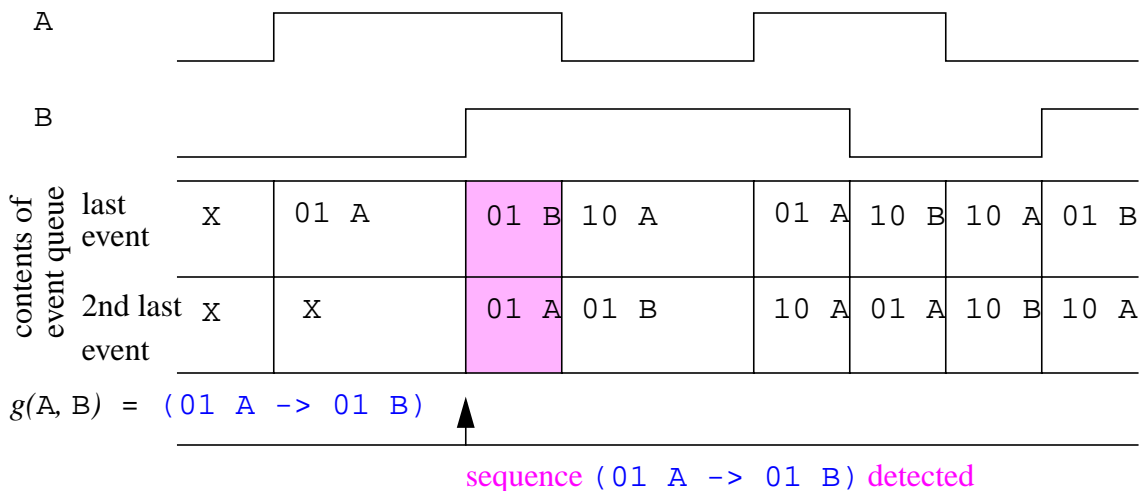 A
B
contents of
event queue
last
event
X
01 A
01 B
10 A
01 A
10 B
10 A
01 B
2nd last
event
X
X
01 A
01 B
10 A
01 A
10 B
10 A
g(A, B) = (01 A -> 01 B)
sequence (01 A -> 01 B) detected